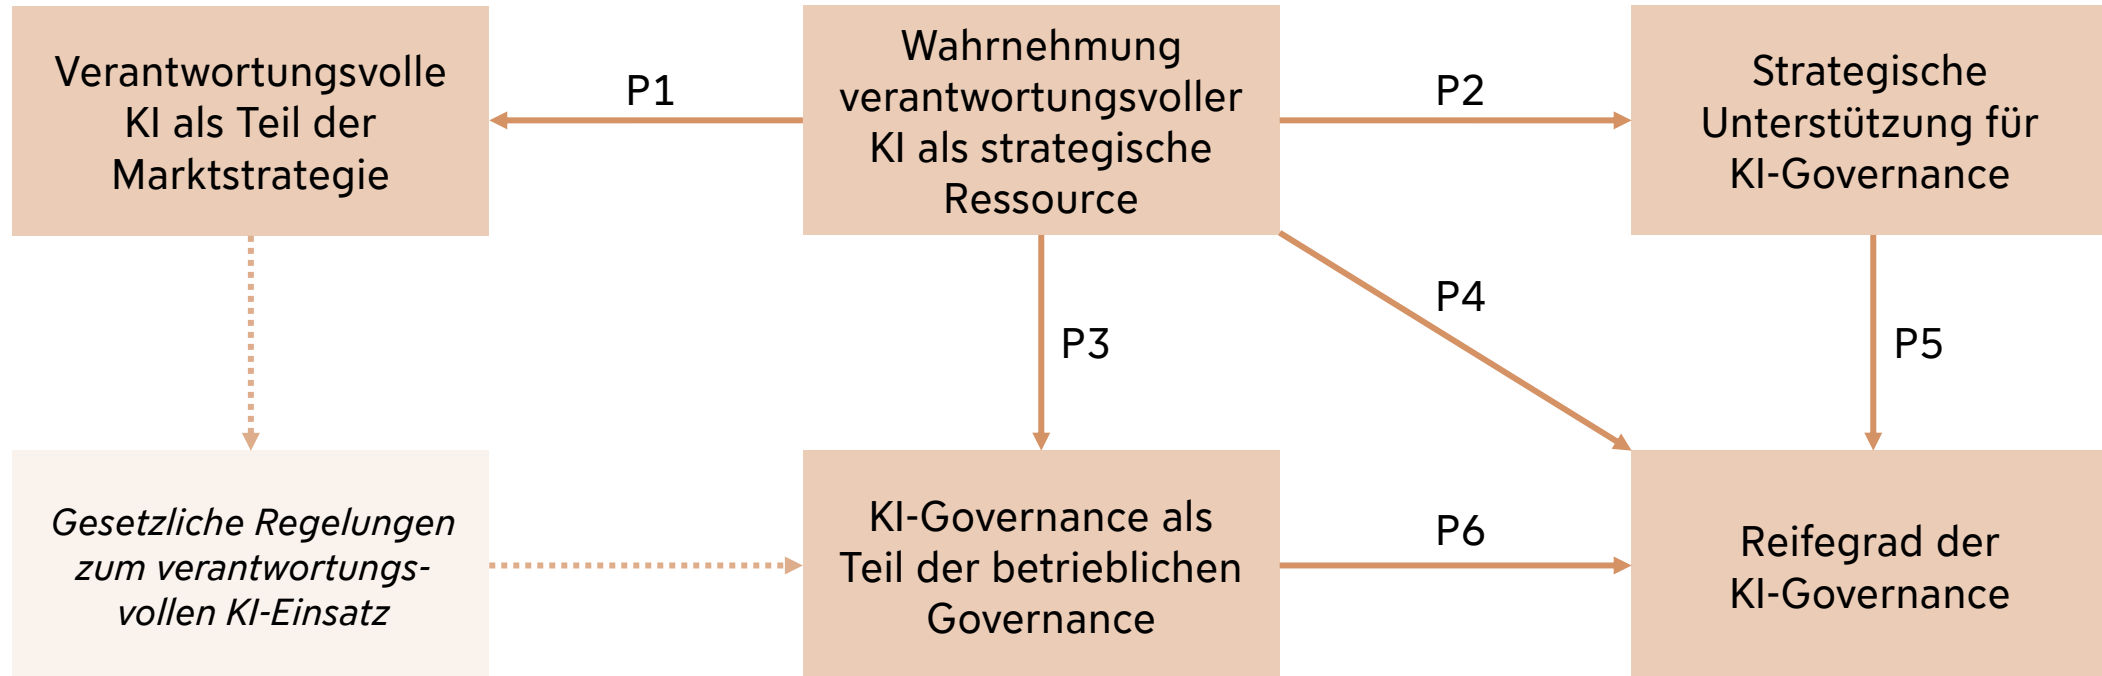 Verantwortungsvolle
KI als Teil der
Marktstrategie
P1
Wahrnehmung
verantwortungsvoller
KI als strategische
Ressource
P2
Strategische
Unterstützung für
KI-Governance
P3
P4
P5
Gesetzliche Regelungen
zum verantwortungs-
vollen KI-Einsatz
KI-Governance als
Teil der betrieblichen
Governance
P6
Reifegrad der
KI-Governance